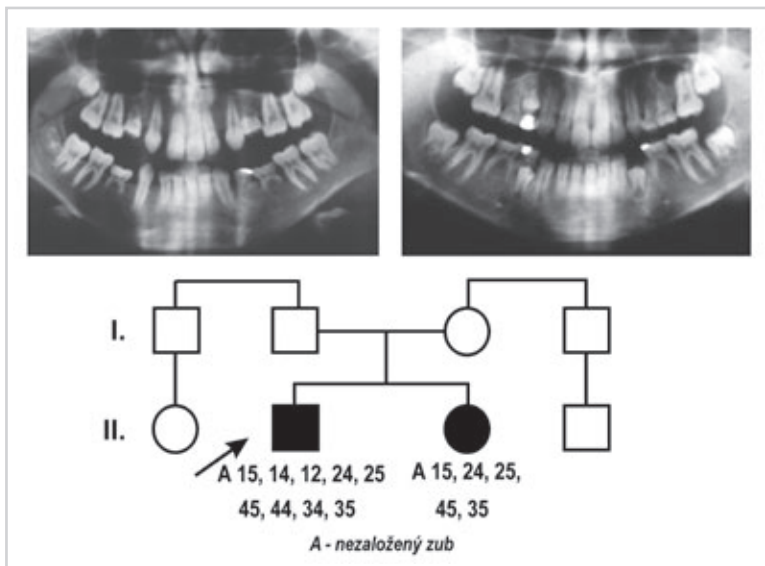 I.
II.
A 15, 14, 12, 24, 25
45, 44, 34, 35
A 15, 24, 25,
45, 35
A - nezaložený zub